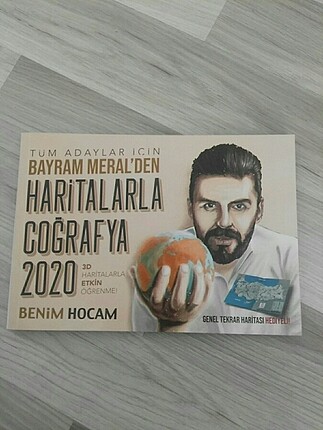 TÜM ADAYLAR İÇİN
BAYRAM MERAL'DEN
HARİTALARLA
COĞRAFYA
2020
3D
HARİTALARLA
ETKİN
ÖĞRENME!
BENİM HOCAM
GENEL TEKRAR HARİTASI HEDİYELİ!